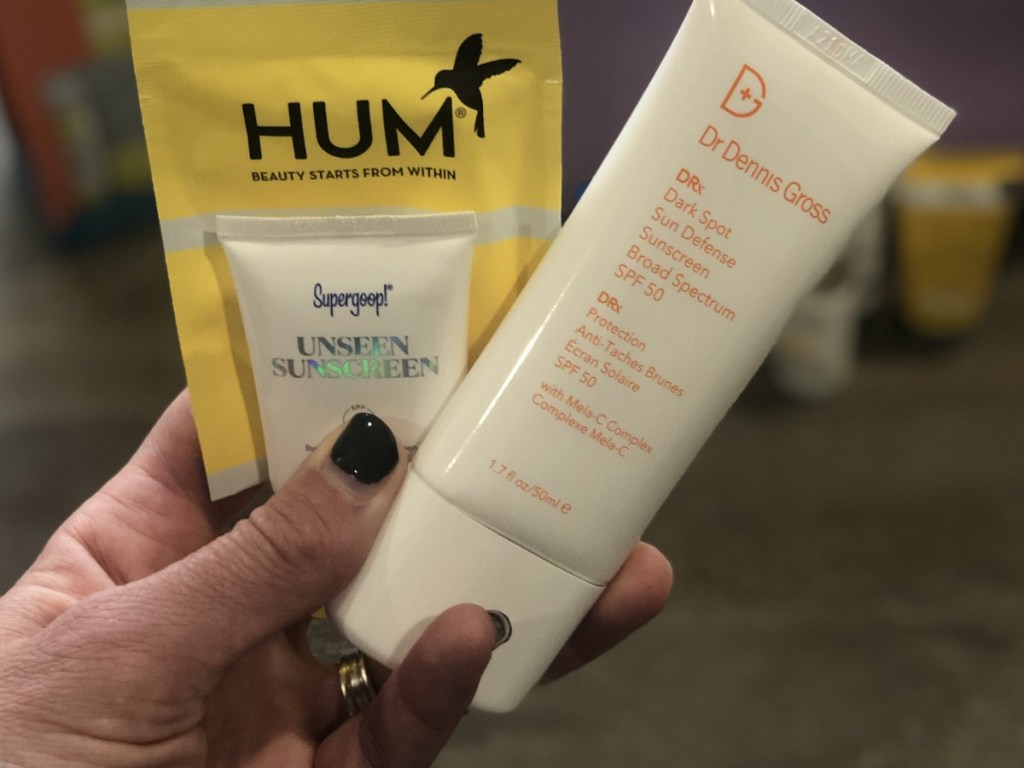 HUM®
BEAUTY STARTS FROM WITHIN
Supergoop!®
UNSEEN
SUNSCREEN
SPF
Dr Dennis Gross
DRx
Dark Spot
Sun Defense
Sunscreen
Broad Spectrum
SPF 50
DRx
Protection
Anti-Taches Brunes
Écran Solaire
SPF 50
with Mela-C Complex
Complexe Mela-C
1.7 fl oz/50ml e